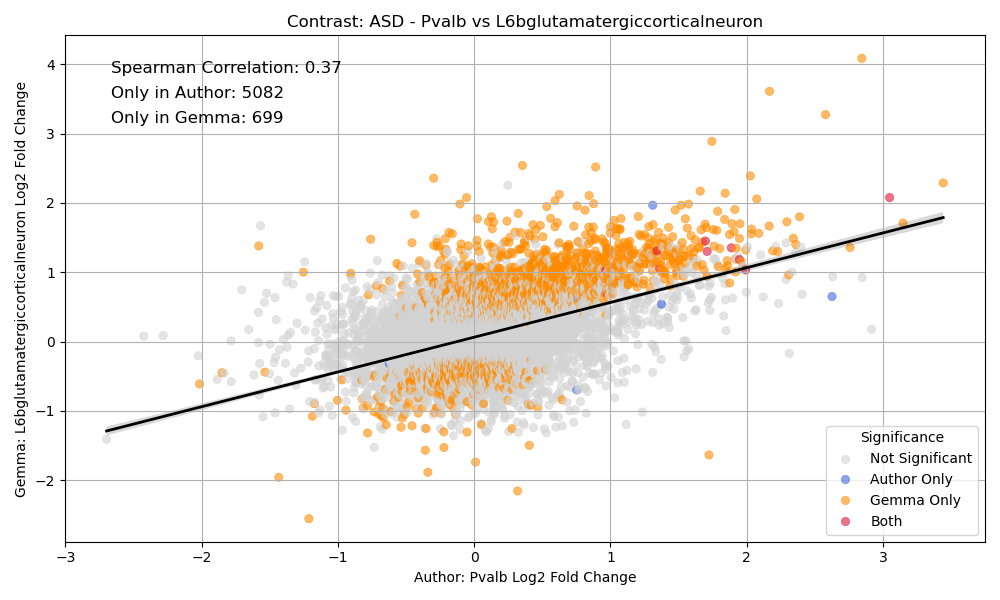 Contrast: ASD - Pvalb vs L6bglutamatergiccorticalneuron
Spearman Correlation: 0.37
Only in Author: 5082
Only in Gemma: 699
Gemma: L6bglutamatergiccorticalneuron Log2 Fold Change
4
3
2
1
0
−1
−2
Significance
Not Significant
Author Only
Gemma Only
Both
−3 −2 −1 0 1 2 3
Author: Pvalb Log2 Fold Change